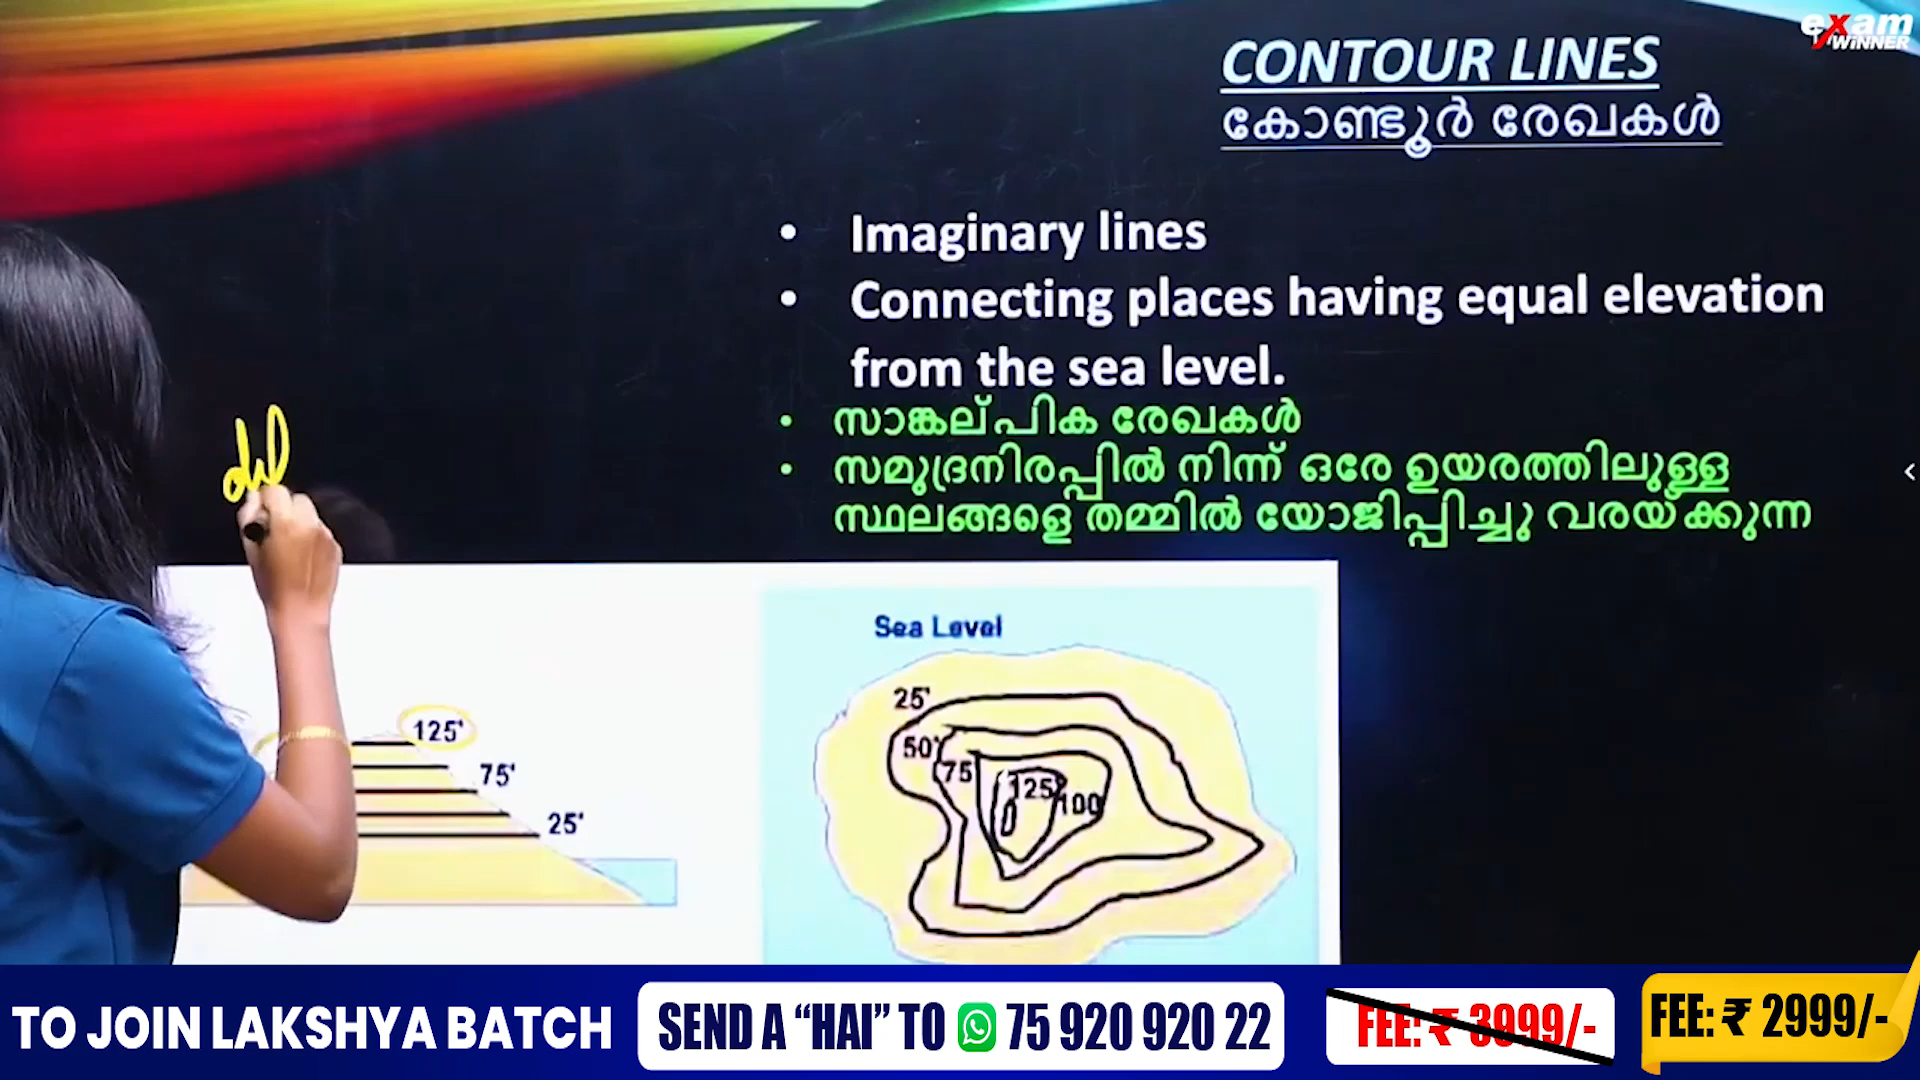 exam
WINNER
CONTOUR LINES
കോണ്ടൂർ രേഖകൾ
• Imaginary lines
• Connecting places having equal elevation
from the sea level.
• സാങ്കല്പിക രേഖകൾ
• സമുദ്രനിരപ്പിൽ നിന്ന് ഒരേ ഉയരത്തിലുള്ള
സ്ഥലങ്ങളെ തമ്മിൽ യോജിപ്പിച്ചു വരയ്ക്കുന്ന
125'
75'
25'
Sea Level
25'
50'
75
125'
100
TO JOIN LAKSHYA BATCH
SEND A “HAI” TO 75 920 920 22
FEE: ₹ 3999/-
FEE: ₹ 2999/-